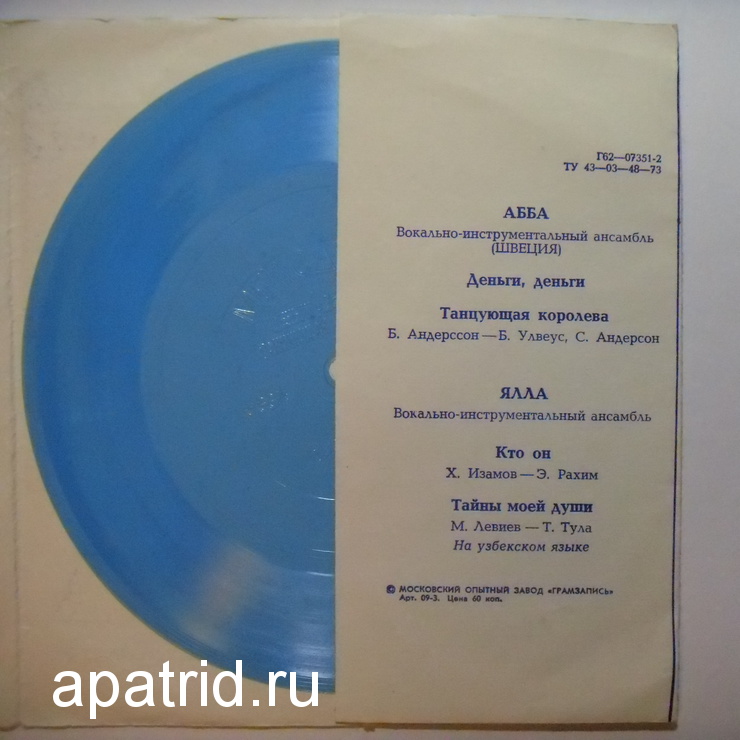 Г62—07351-2
ТУ 43—03—48—73
АББА
Вокально-инструментальный ансамбль
(ШВЕЦИЯ)
Деньги, деньги
Танцующая королева
Б. Андерссон—Б. Улвеус, С. Андерсон
ЯЛЛА
Вокально-инструментальный ансамбль
Кто он
Х. Изамов—Э. Рахим
Тайны моей души
М. Левиев—Т. Тула
На узбекском языке
© МОСКОВСКИЙ ОПЫТНЫЙ ЗАВОД «ГРАМЗАПИСЬ»
Арт. 09-3. Цена 60 коп.
apatrid.ru